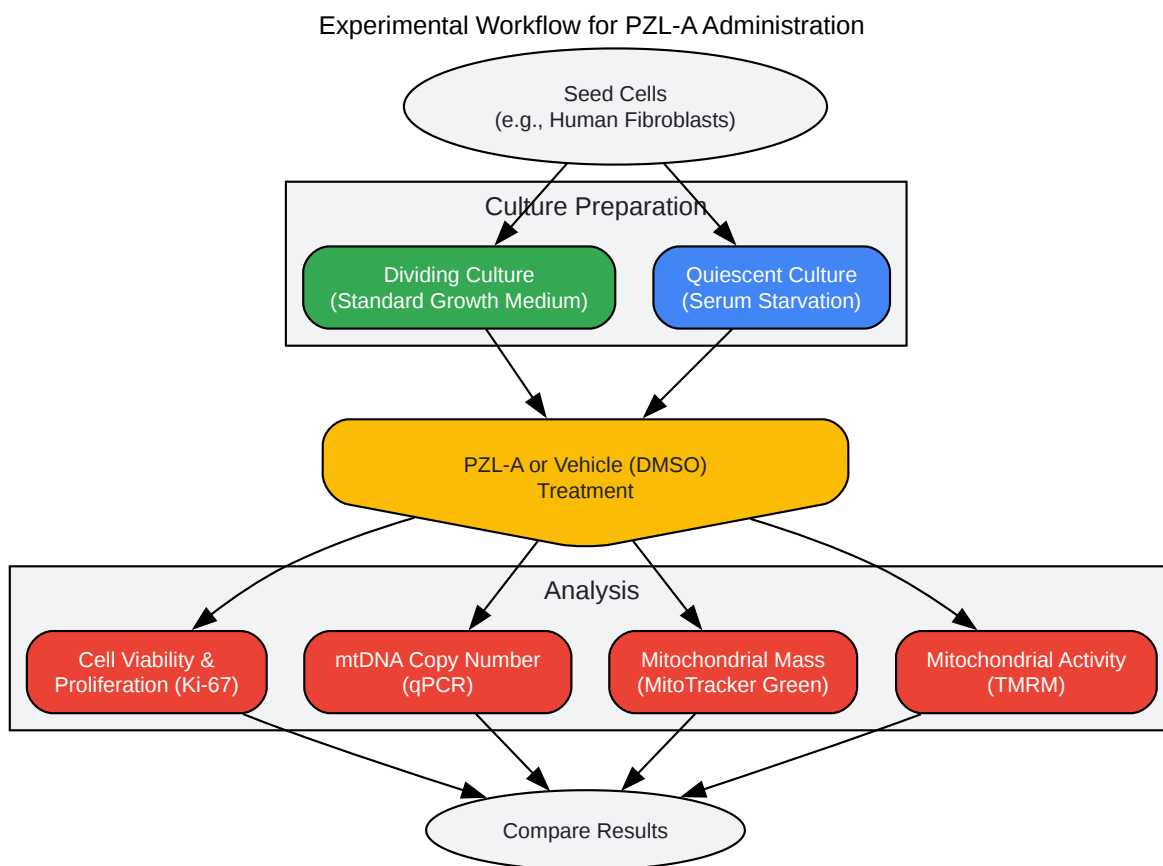 Experimental Workflow for PZL-A Administration
Seed Cells
(e.g., Human Fibroblasts)
Culture Preparation
Dividing Culture
(Standard Growth Medium)
Quiescent Culture
(Serum Starvation)
PZL-A or Vehicle (DMSO)
Treatment
Analysis
Cell Viability &
Proliferation (Ki-67)
mtDNA Copy Number
(qPCR)
Mitochondrial Mass
(MitoTracker Green)
Mitochondrial Activity
(TMRM)
Compare Results